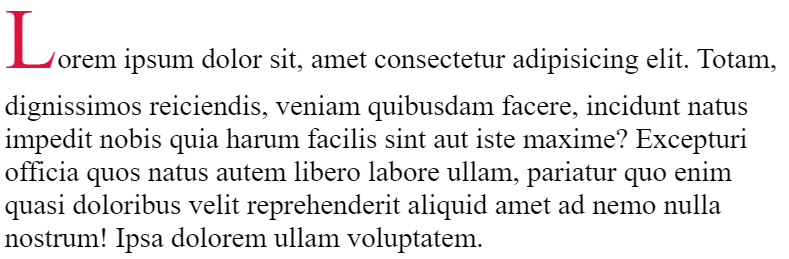 Lorem ipsum dolor sit, amet consectetur adipisicing elit. Totam,
dignissimos reiciendis, veniam quibusdam facere, incidunt natus
impedit nobis quia harum facilis sint aut iste maxime? Excepturi
officia quos natus autem libero labore ullam, pariatur quo enim
quasi doloribus velit reprehenderit aliquid amet ad nemo nulla
nostrum! Ipsa dolorem ullam voluptatem.